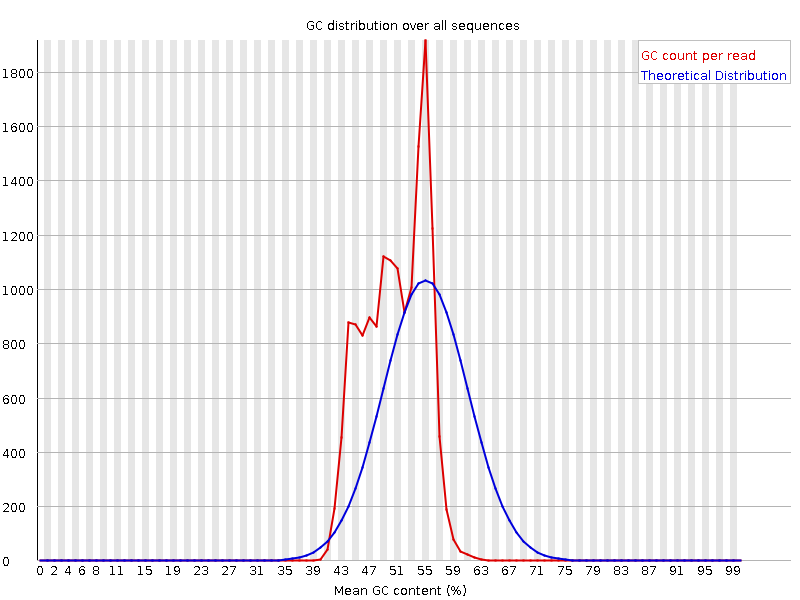 GC distribution over all sequences
GC count per read
Theoretical Distribution
1800
1600
1400
1200
1000
800
600
400
200
0
0 2 4 6 8 11 15 19 23 27 31 35 39 43 47 51 55 59 63 67 71 75 79 83 87 91 95 99
Mean GC content (%)